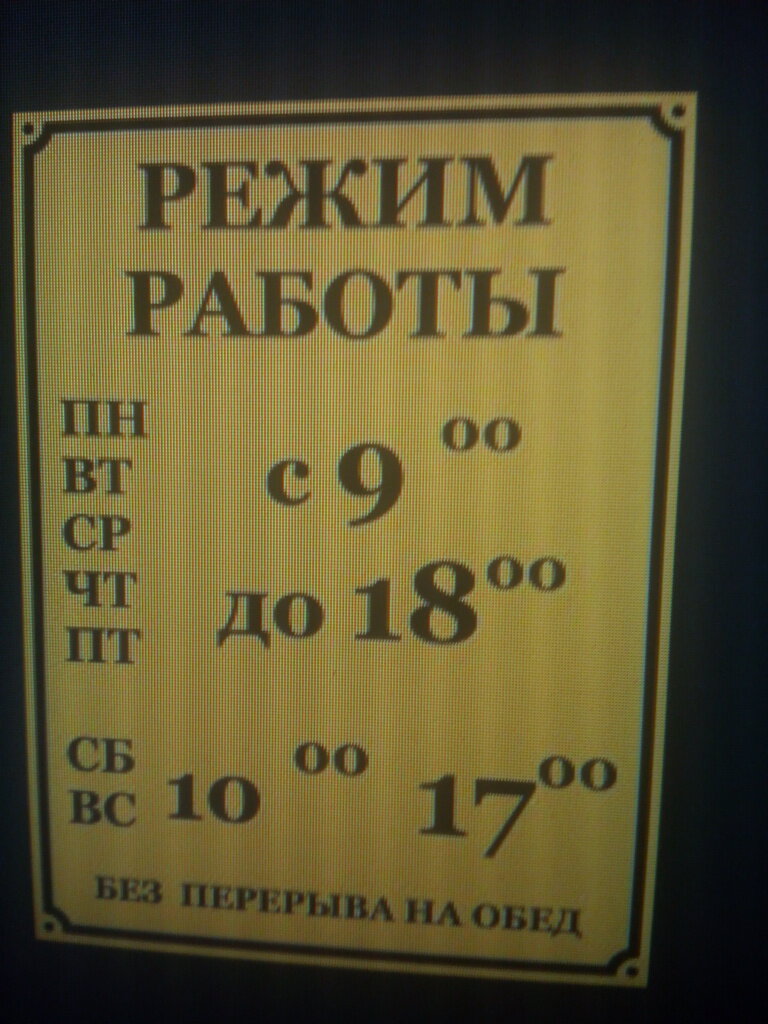 РЕЖИМ
РАБОТЫ
ПН
ВТ
СР
ЧТ
ПТ
с 9 00
до 18 00
СБ
ВС
10 00 17 00
БЕЗ ПЕРЕРЫВА НА ОБЕД